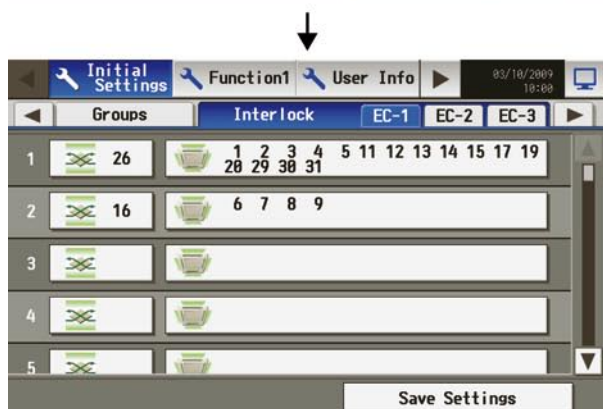 Initial Settings Function1 User Info 03/10/2009 10:00
Groups Interlock EC-1 EC-2 EC-3
1 26 1 2 3 4 5 11 12 13 14 15 17 19
20 29 30 31
2 16 6 7 8 9
3
4
5
Save Settings